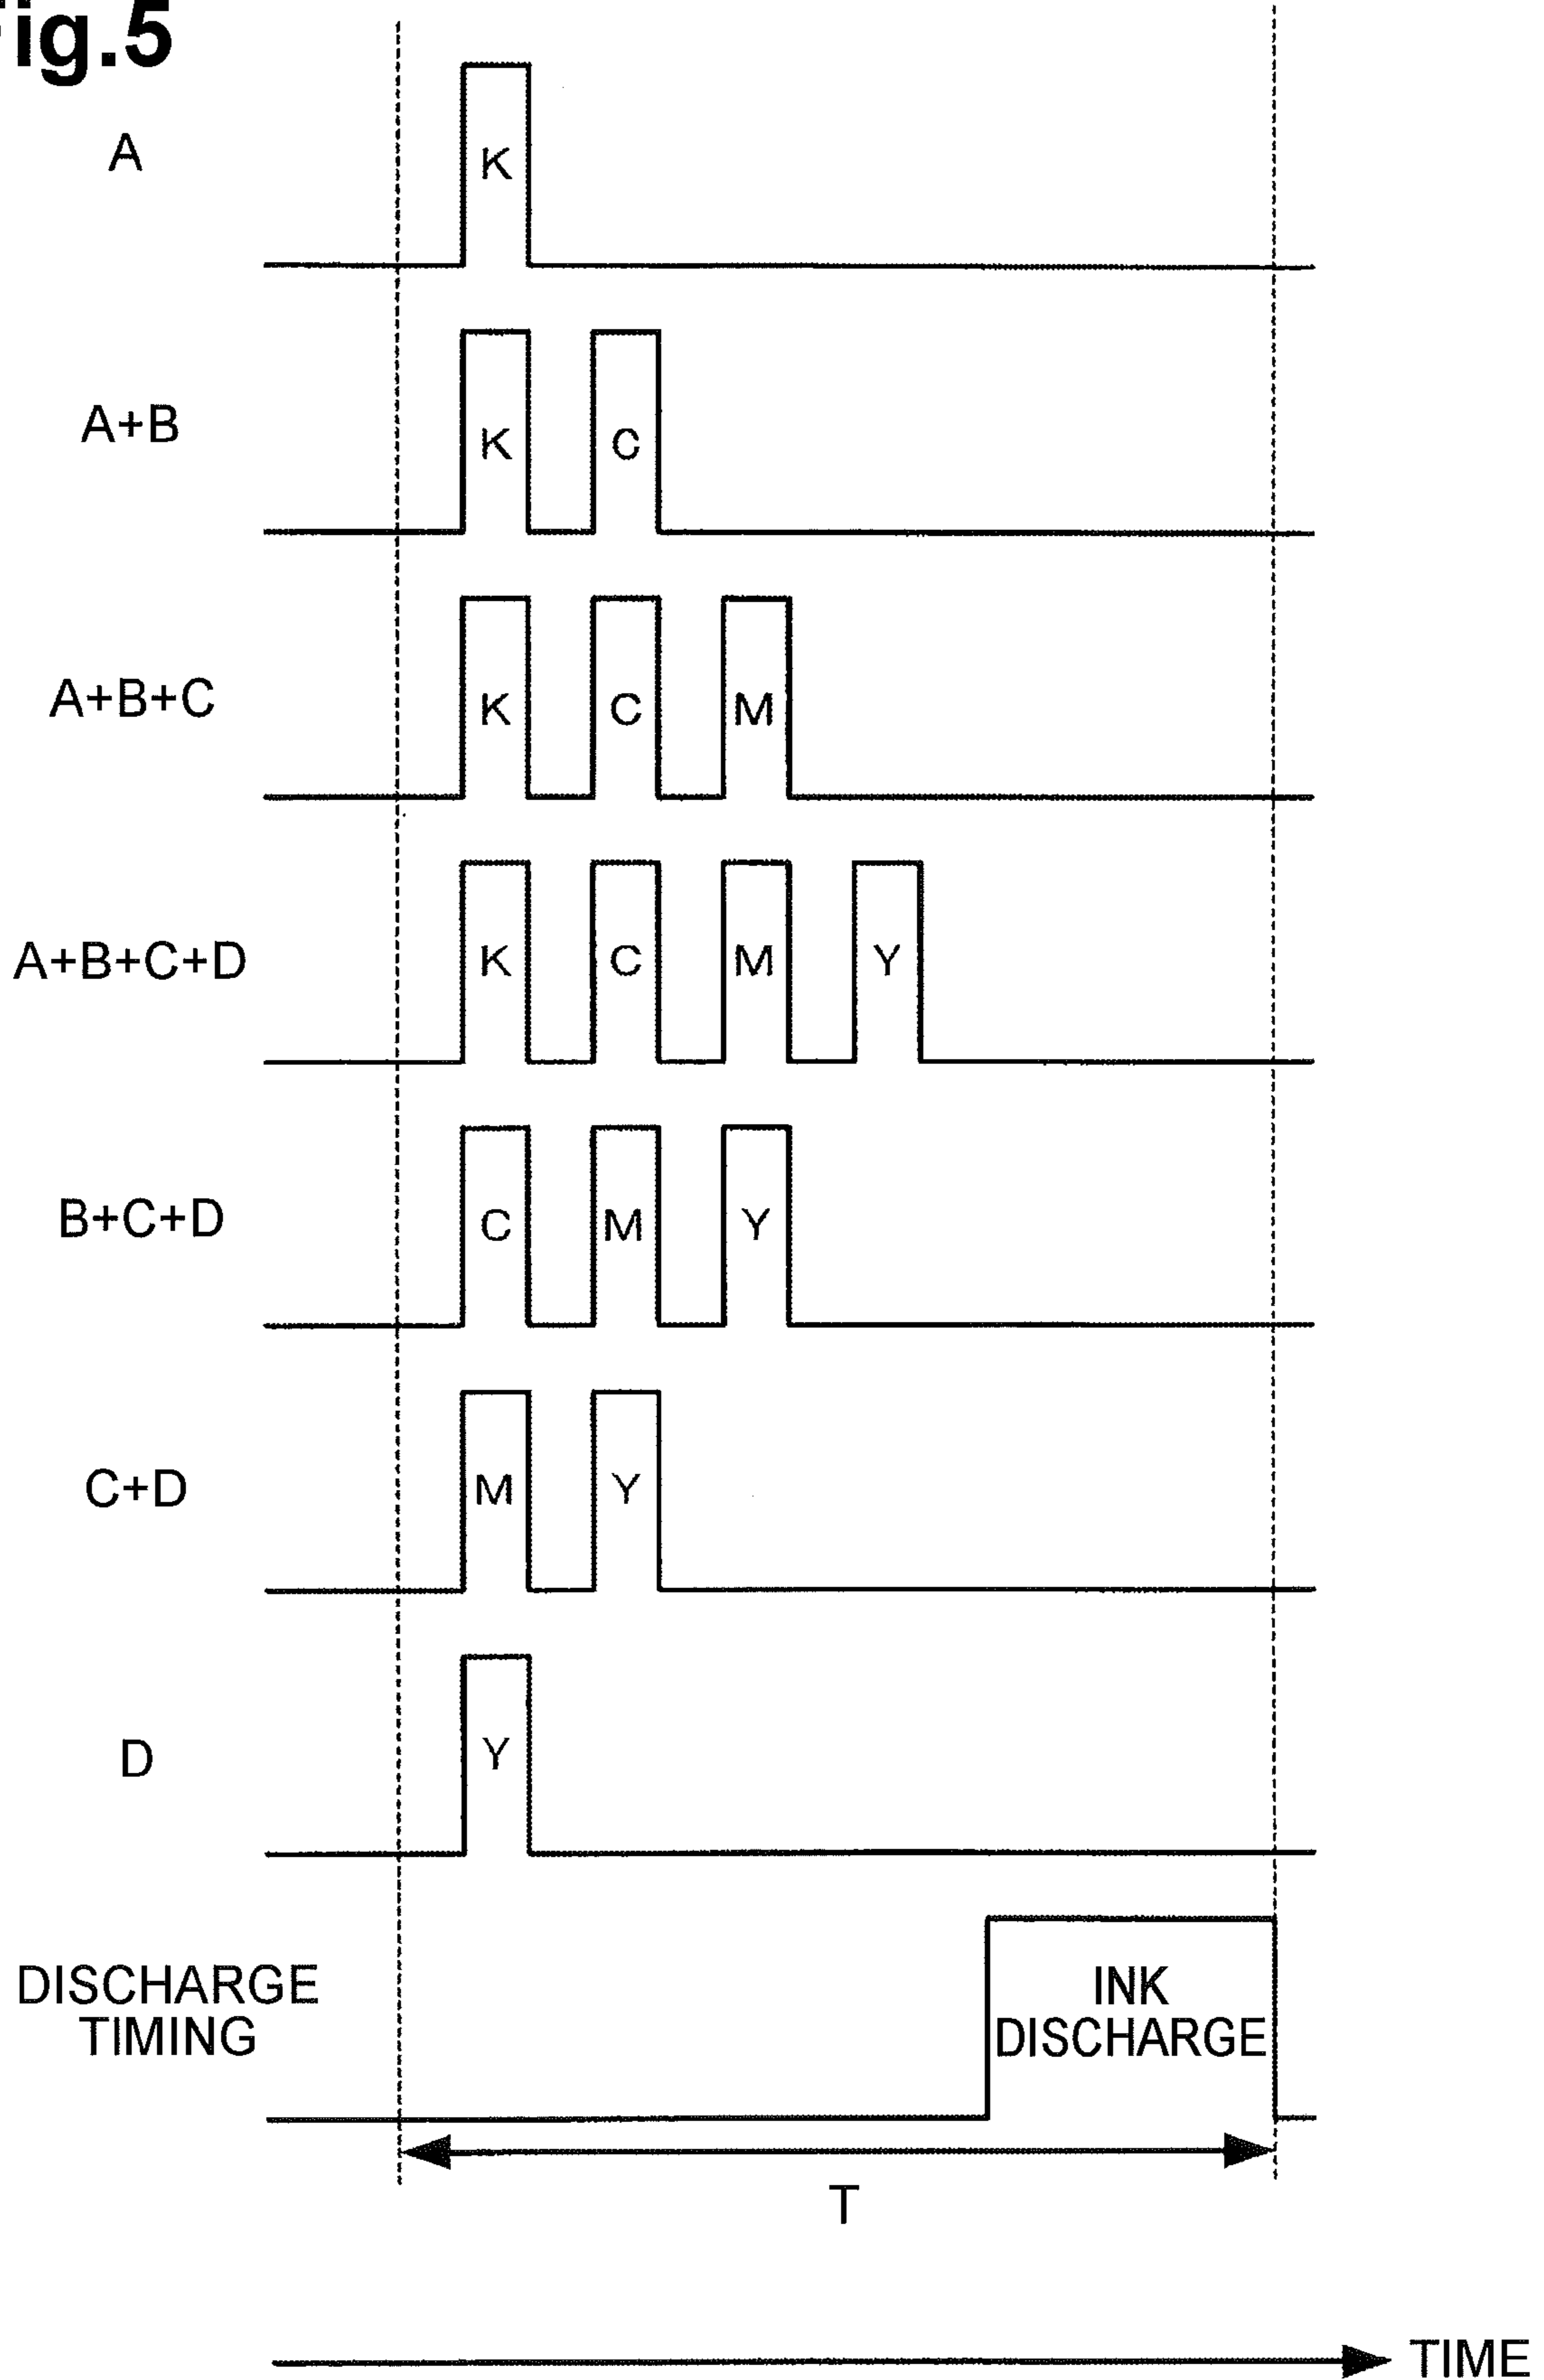 Fig.5
A
K
A+B
K C
A+B+C
K C M
A+B+C+D
K C M Y
B+C+D
C M Y
C+D
M Y
D
Y
DISCHARGE
TIMING
INK
DISCHARGE
T
TIME